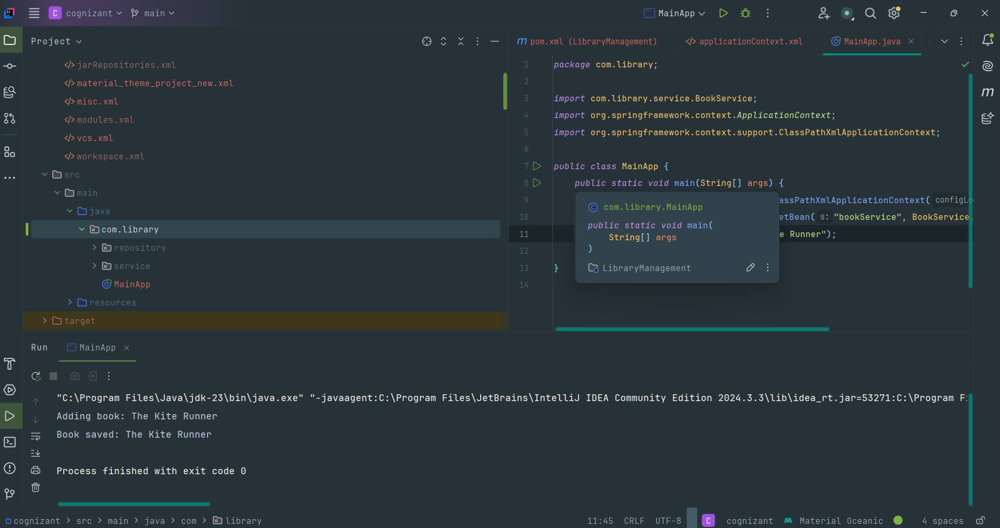 C cognizant main MainApp
Project
jarRepositories.xml
material_theme_project_new.xml
misc.xml
modules.xml
vcs.xml
workspace.xml
src
main
java
com.library
repository
service
MainApp
resources
target
m pom.xml (LibraryManagement) applicationContext.xml MainApp.java
1 package com.library;
2
3 import com.library.service.BookService;
4 import org.springframework.context.ApplicationContext;
5 import org.springframework.context.support.ClassPathXmlApplicationContext;
6
7 public class MainApp {
8 public static void main(String[] args) {
9 assPathXmlApplicationContext( configLo
10 etBean( s: "bookService", BookService.
11 e Runner");
12
13 }
14
com.library.MainApp
public static void main(
String[] args
)
LibraryManagement
m
Run MainApp
"C:\Program Files\Java\jdk-23\bin\java.exe" "-javaagent:C:\Program Files\JetBrains\IntelliJ IDEA Community Edition 2024.3.3\lib\idea_rt.jar=53271:C:\Program Fi
Adding book: The Kite Runner
Book saved: The Kite Runner
Process finished with exit code 0
cognizant > src > main > java > com > library 11:45 CRLF UTF-8 C cognizant Material Oceanic 4 spaces